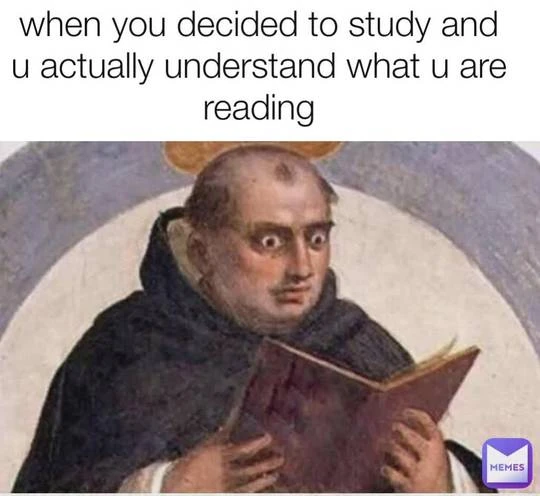 when you decided to study and
u actually understand what u are
reading
MEMES